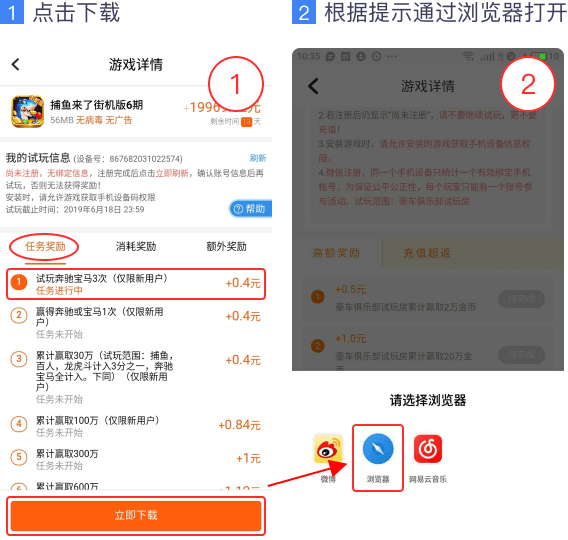 1 点击下载
游戏详情
1
捕鱼来了街机版6期
56MB 无病毒 无广告
剩余时间 天
我的试玩信息 (设备号: 867682031022574)
刷新
尚未注册，无绑定信息，注册完成后点击立即刷新，确认账号信息后再
试玩，否则无法获得奖励！
安装时，请允许游戏获取手机设备码权限
试玩截止时间: 2019年6月18日 23:59
帮助
任务奖励
消耗奖励
额外奖励
1 试玩奔驰宝马3次（仅限新用户） +0.4元
任务进行中
2 赢得奔驰或宝马1次（仅限新用 +0.4元
户）
任务未开始
3 累计赢取30万（试玩范围：捕鱼， +0.4元
百人，龙虎斗计入3分之一，奔驰
宝马全计入。下同）（仅限新用
户）
任务未开始
4 累计赢取100万（仅限新用户） +0.84元
任务未开始
5 累计赢取300万 +1元
任务未开始
累计赢取600万
立即下载
2 根据提示通过浏览器打开
10:35
10
游戏详情
2
2.若注册后仍显示“尚未注册”，请不要继续试玩，更不要
充值！
3.安装游戏时，请允许安装的游戏获取手机设备信息权
限。
4.微信注册，同一个手机设备只统计一个有效绑定手机
帐号，为保证公平公正性，每个玩家只能有一个账号参
与活动。试玩范围：豪车俱乐部试玩房
高额奖励
充值超返
1 +0.5元
豪车俱乐部试玩房累计赢取2万金币
2 +1.0元
豪车俱乐部试玩房累计赢取20万金
币
请选择浏览器
微博
浏览器
网易云音乐